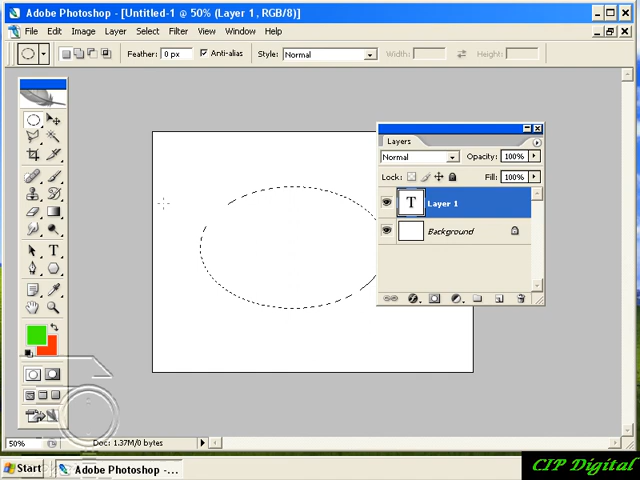 Adobe Photoshop - [Untitled-1 @ 50% (Layer 1, RGB/8)]
File Edit Image Layer Select Filter View Window Help
Feather: 0 px Anti-alias Style: Normal Width: Height:
Layers
Normal Opacity: 100%
Lock: Fill: 100%
T Layer 1
Background
T
50% Doc: 1.37M/0 bytes
Start Adobe Photoshop - ... CIP Digital